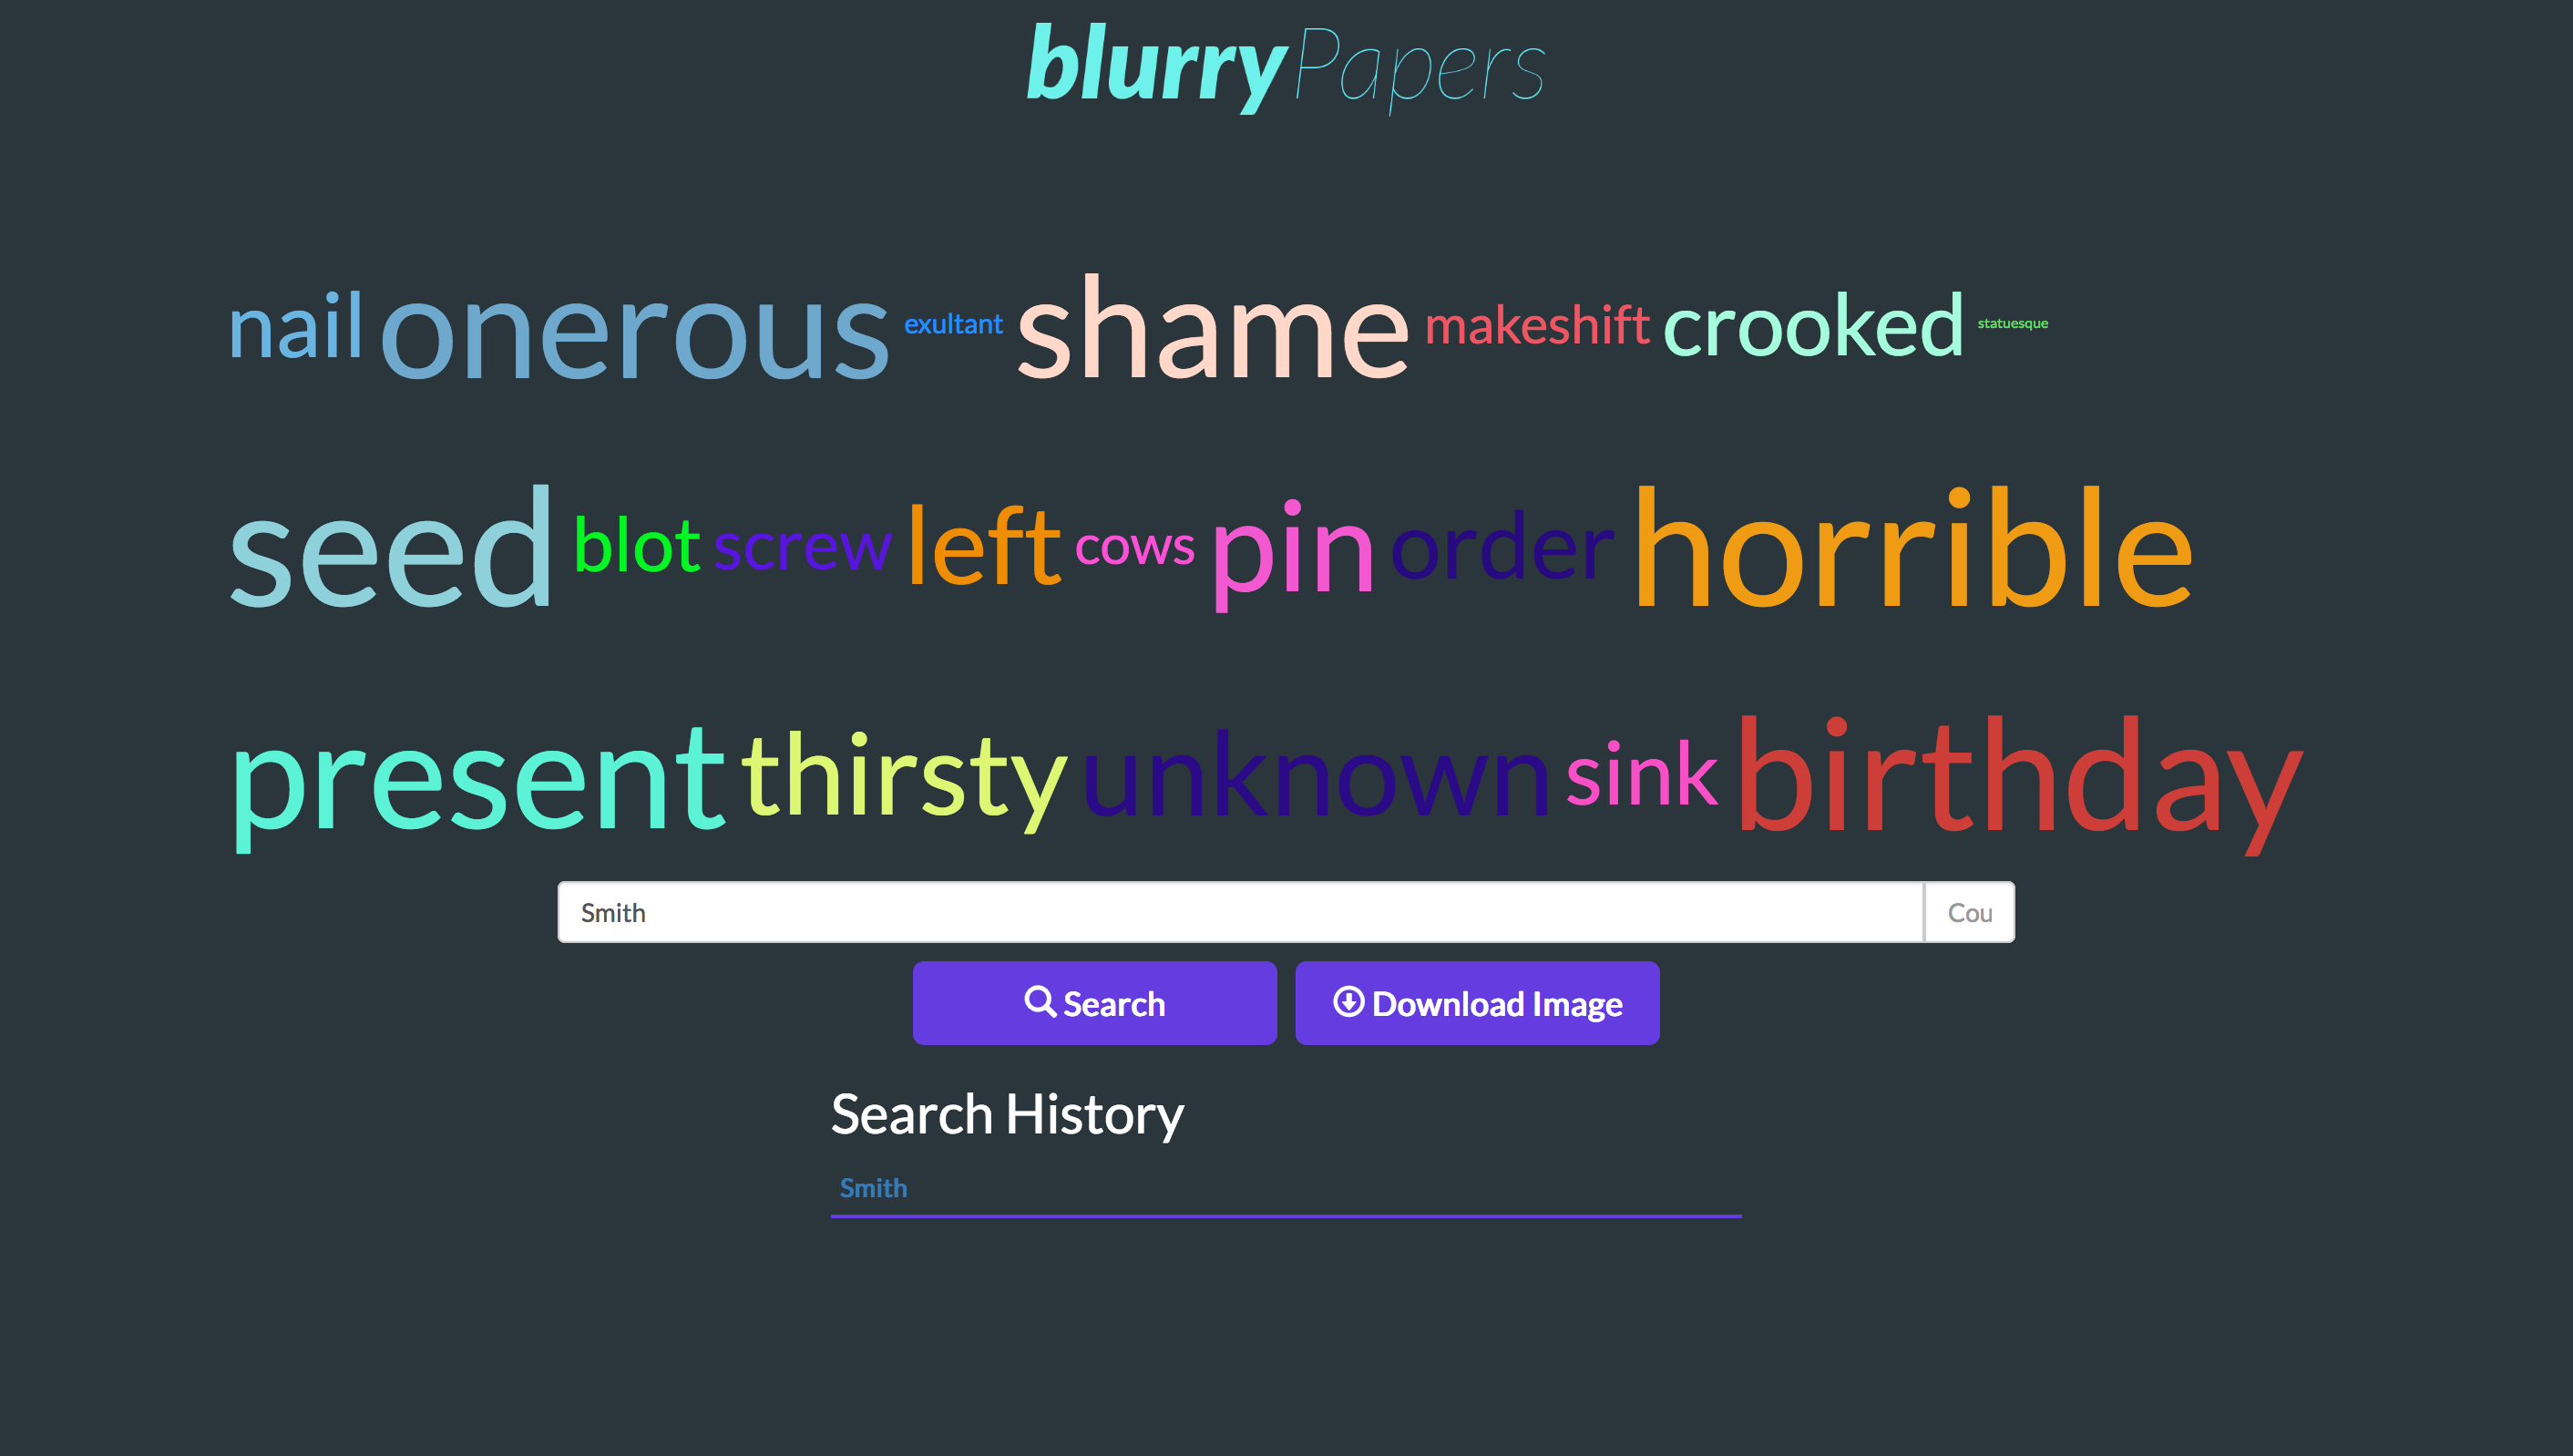 blurryPapers
nail onerous exultant shame makeshift crooked statuesque
seed blot screw left cows pin order horrible
present thirsty unknown sink birthday
Smith Cou
Search Download Image
Search History
Smith